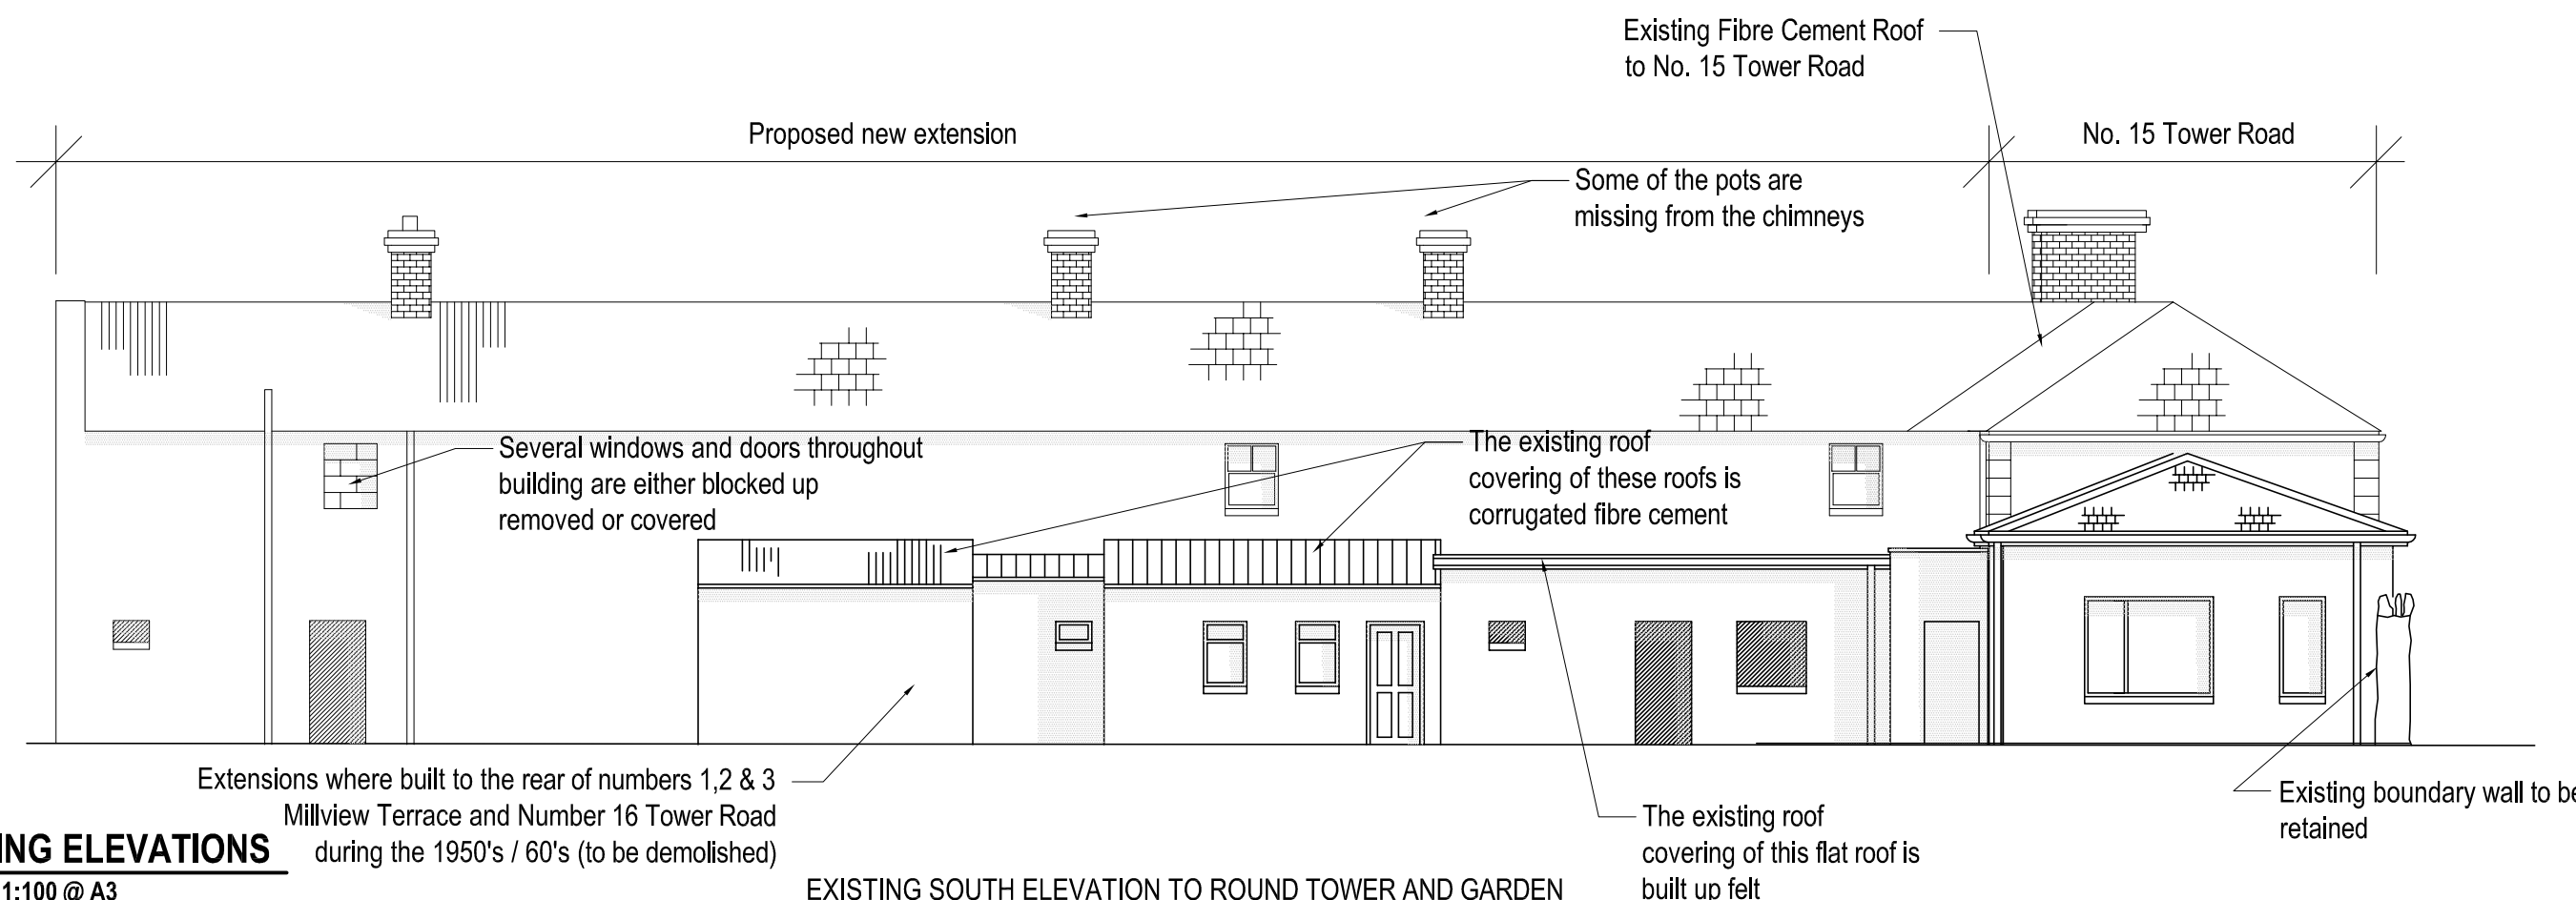 Existing Fibre Cement Roof
to No. 15 Tower Road
Proposed new extension
No. 15 Tower Road
Some of the pots are
missing from the chimneys
Several windows and doors throughout
building are either blocked up
removed or covered
The existing roof
covering of these roofs is
corrugated fibre cement
Extensions where built to the rear of numbers 1,2 & 3
Millview Terrace and Number 16 Tower Road
during the 1950's / 60's (to be demolished)
The existing roof
covering of this flat roof is
built up felt
Existing boundary wall to be
retained
ING ELEVATIONS
1:100 @ A3
EXISTING SOUTH ELEVATION TO ROUND TOWER AND GARDEN